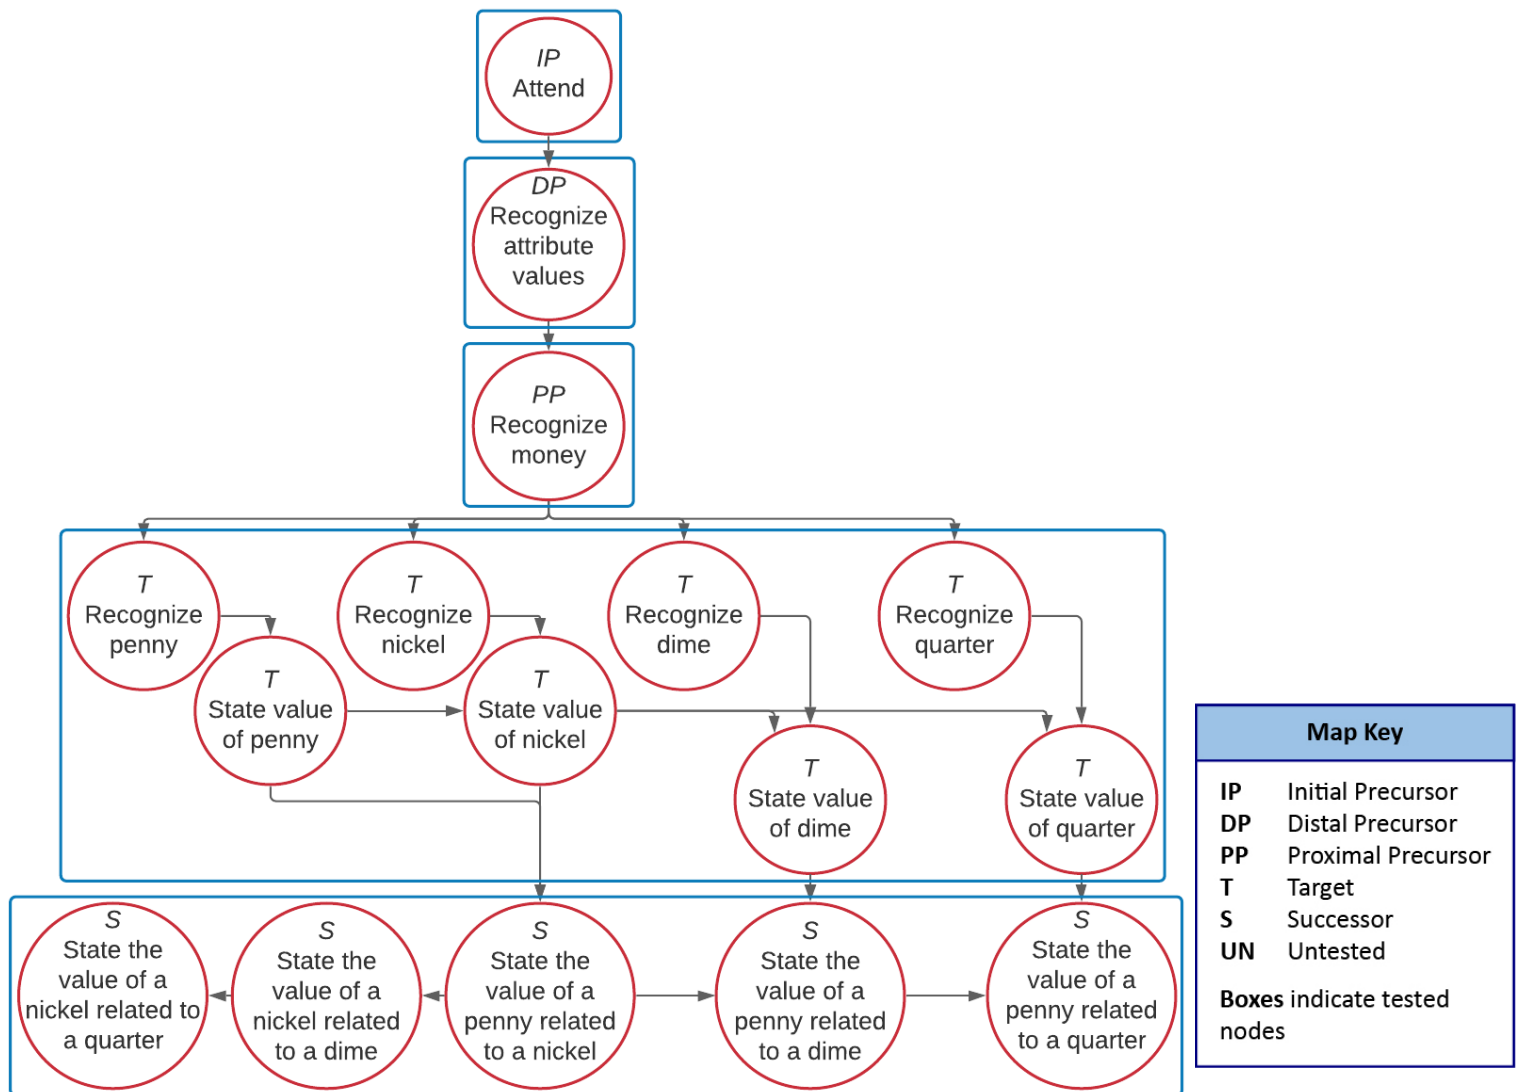 IP
Attend
DP
Recognize
attribute
values
PP
Recognize
money
T
Recognize
penny
T
Recognize
nickel
T
Recognize
dime
T
Recognize
quarter
T
State value
of penny
T
State value
of nickel
T
State value
of dime
T
State value
of quarter
S
State the
value of a
nickel related to
a quarter
S
State the
value of a
nickel related
to a dime
S
State the
value of a
penny related
to a nickel
S
State the
value of a
penny related
to a dime
S
State the
value of a
penny related
to a quarter
Map Key
IP Initial Precursor
DP Distal Precursor
PP Proximal Precursor
T Target
S Successor
UN Untested
Boxes indicate tested
nodes